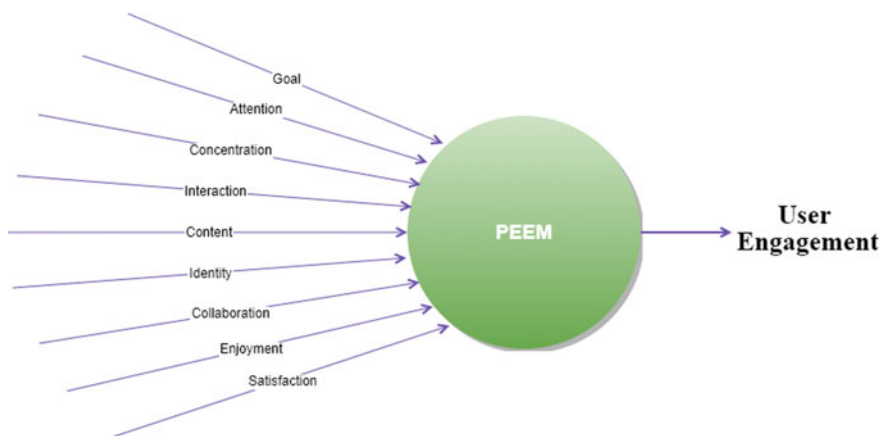 Goal
Attention
Concentration
Interaction
Content
Identity
Collaboration
Enjoyment
Satisfaction
PEEM
User
Engagement